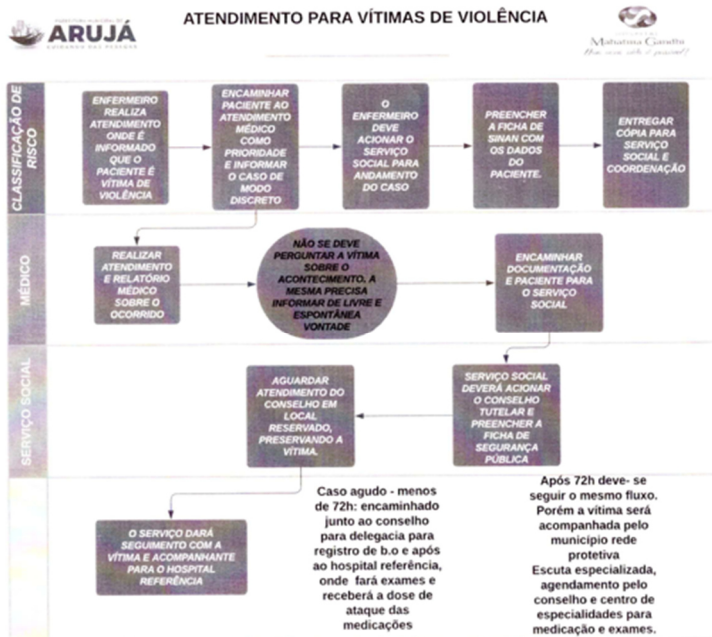 PREFEITURA MUNICIPAL DE
ARUJÁ
CUIDANDO DAS PESSOAS
ATENDIMENTO PARA VÍTIMAS DE VIOLÊNCIA
Mahatma Gandhi
CLASSIFICAÇÃO DE
RISCO
ENFERMEIRO
REALIZA
ATENDIMENTO
ONDE É
INFORMADO
QUE O
PACIENTE É
VÍTIMA DE
VIOLÊNCIA
ENCAMINHAR
PACIENTE AO
ATENDIMENTO
MÉDICO
COMO
PRIORIDADE
E INFORMAR
O CASO DE
MODO
DISCRETO
O
ENFERMEIRO
DEVE
ACIONAR O
SERVIÇO
SOCIAL PARA
ANDAMENTO
DO CASO
PREENCHER
A FICHA DE
SINAN COM
OS DADOS
DO
PACIENTE.
ENTREGAR
CÓPIA PARA
SERVIÇO
SOCIAL E
COORDENAÇÃO
MÉDICO
REALIZAR
ATENDIMENTO
E RELATÓRIO
MÉDICO
SOBRE O
OCORRIDO
NÃO SE DEVE
PERGUNTAR A VÍTIMA
SOBRE O
ACONTECIMENTO, A
MESMA PRECISA
INFORMAR DE LIVRE E
ESPONTÂNEA
VONTADE
ENCAMINHAR
DOCUMENTAÇÃO
E PACIENTE PARA
O SERVIÇO
SOCIAL
SERVIÇO SOCIAL
AGUARDAR
ATENDIMENTO DO
CONSELHO EM
LOCAL
RESERVADO,
PRESERVANDO A
VÍTIMA.
SERVIÇO SOCIAL
DEVERÁ ACIONAR
O CONSELHO
TUTELAR E
PREENCHER A
FICHA DE
SEGURANÇA
PÚBLICA
O SERVIÇO DARÁ
SEGUIMENTO COM A
VÍTIMA E ACOMPANHANTE
PARA O HOSPITAL
REFERÊNCIA
Caso agudo - menos
de 72h: encaminhado
junto ao conselho
para delegacia para
registro de b.o e após
ao hospital referência,
onde fará exames e
receberá a dose de
ataque das
medicações
Após 72h deve- se
seguir o mesmo fluxo.
Porém a vítima será
acompanhada pelo
município rede
protetiva
Escuta especializada,
agendamento pelo
conselho e centro de
especialidades para
medicação e exames.